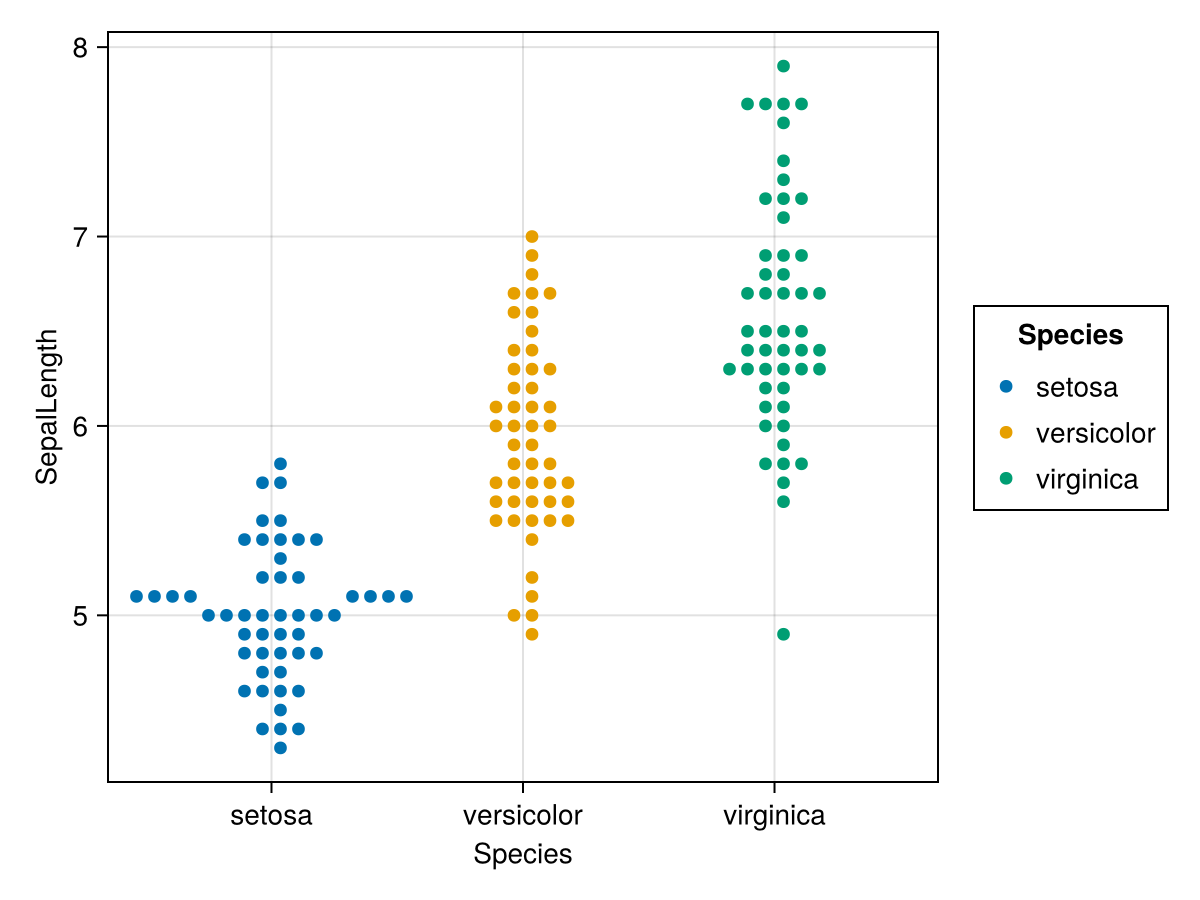 8
7
6
5
SepalLength
setosa
versicolor
virginica
Species
Species
setosa
versicolor
virginica